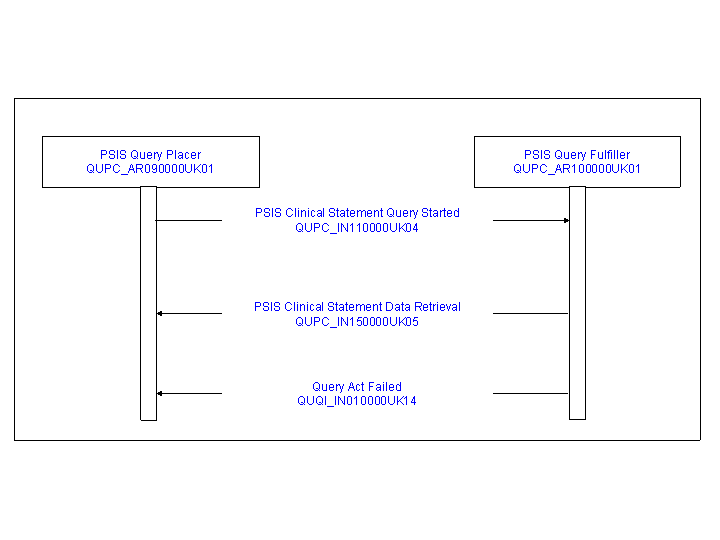 PSIS Query Placer
QUPC_AR090000UK01
PSIS Query Fulfiller
QUPC_AR100000UK01
PSIS Clinical Statement Query Started
QUPC_IN110000UK04
PSIS Clinical Statement Data Retrieval
QUPC_IN150000UK05
Query Act Failed
QUQI_IN010000UK14